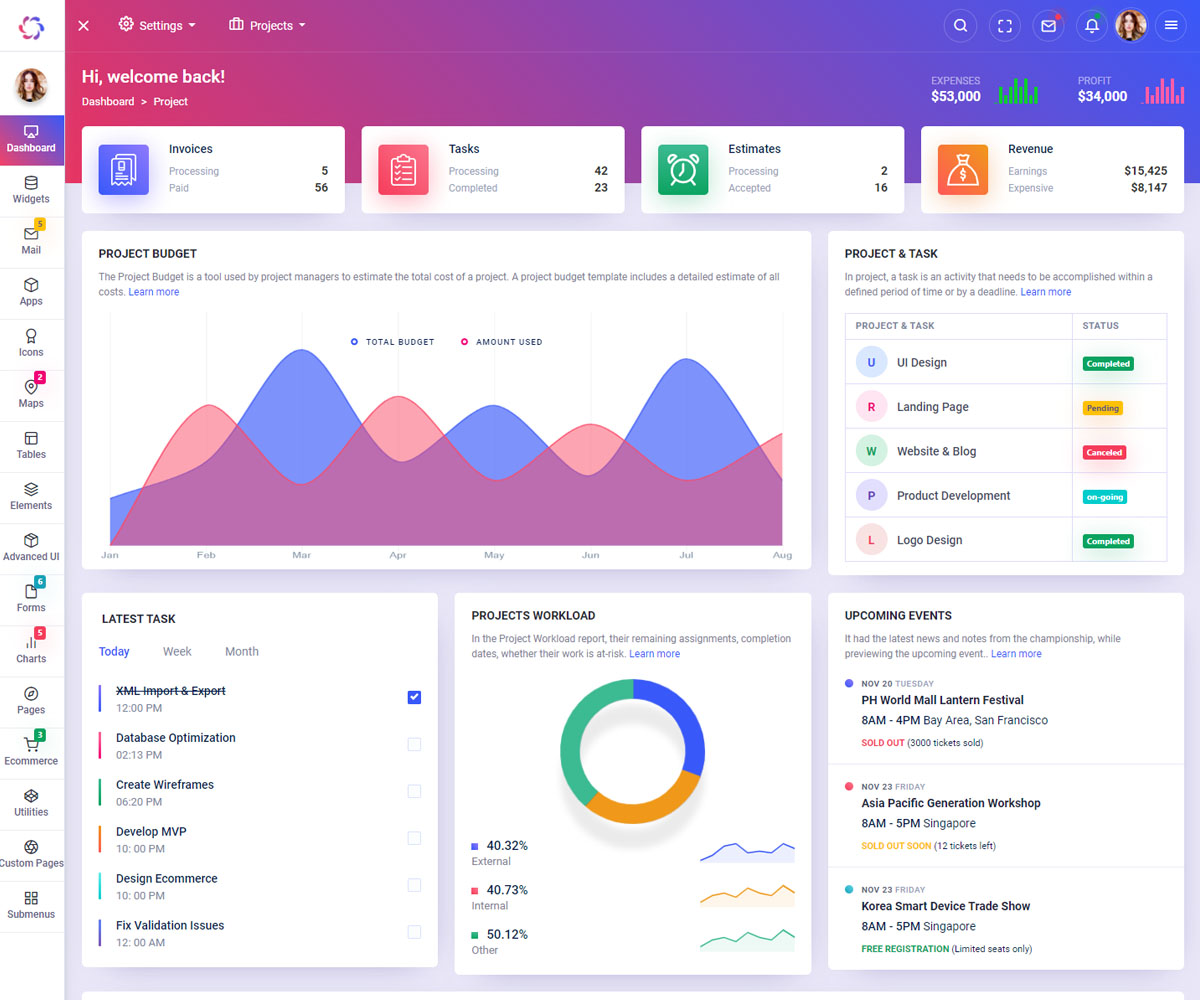 Settings
Projects
Hi, welcome back!
Dashboard > Project
EXPENSES
$53,000
PROFIT
$34,000
Dashboard
Widgets
5
Mail
Apps
Icons
2
Maps
Tables
Elements
Advanced UI
6
Forms
5
Charts
Pages
3
Ecommerce
Utilities
Custom Pages
Submenus
Invoices
Processing 5
Paid 56
Tasks
Processing 42
Completed 23
Estimates
Processing 2
Accepted 16
Revenue
Earnings $15,425
Expensive $8,147
PROJECT BUDGET
The Project Budget is a tool used by project managers to estimate the total cost of a project. A project budget template includes a detailed estimate of all
costs. Learn more
TOTAL BUDGET AMOUNT USED
Jan Feb Mar Apr May Jun Jul Aug
PROJECT & TASK
In project, a task is an activity that needs to be accomplished within a
defined period of time or by a deadline. Learn more
PROJECT & TASK STATUS
U UI Design Completed
R Landing Page Pending
W Website & Blog Canceled
P Product Development on-going
L Logo Design Completed
LATEST TASK
Today Week Month
XML Import & Export
12:00 PM
Database Optimization
02:13 PM
Create Wireframes
06:20 PM
Develop MVP
10: 00 PM
Design Ecommerce
10: 00 PM
Fix Validation Issues
12: 00 AM
PROJECTS WORKLOAD
In the Project Workload report, their remaining assignments, completion
dates, whether their work is at-risk. Learn more
40.32%
External
40.73%
Internal
50.12%
Other
UPCOMING EVENTS
It had the latest news and notes from the championship, while
previewing the upcoming event.. Learn more
NOV 20 TUESDAY
PH World Mall Lantern Festival
8AM - 4PM Bay Area, San Francisco
SOLD OUT (3000 tickets sold)
NOV 23 FRIDAY
Asia Pacific Generation Workshop
8AM - 5PM Singapore
SOLD OUT SOON (12 tickets left)
NOV 23 FRIDAY
Korea Smart Device Trade Show
8AM - 5PM Singapore
FREE REGISTRATION (Limited seats only)